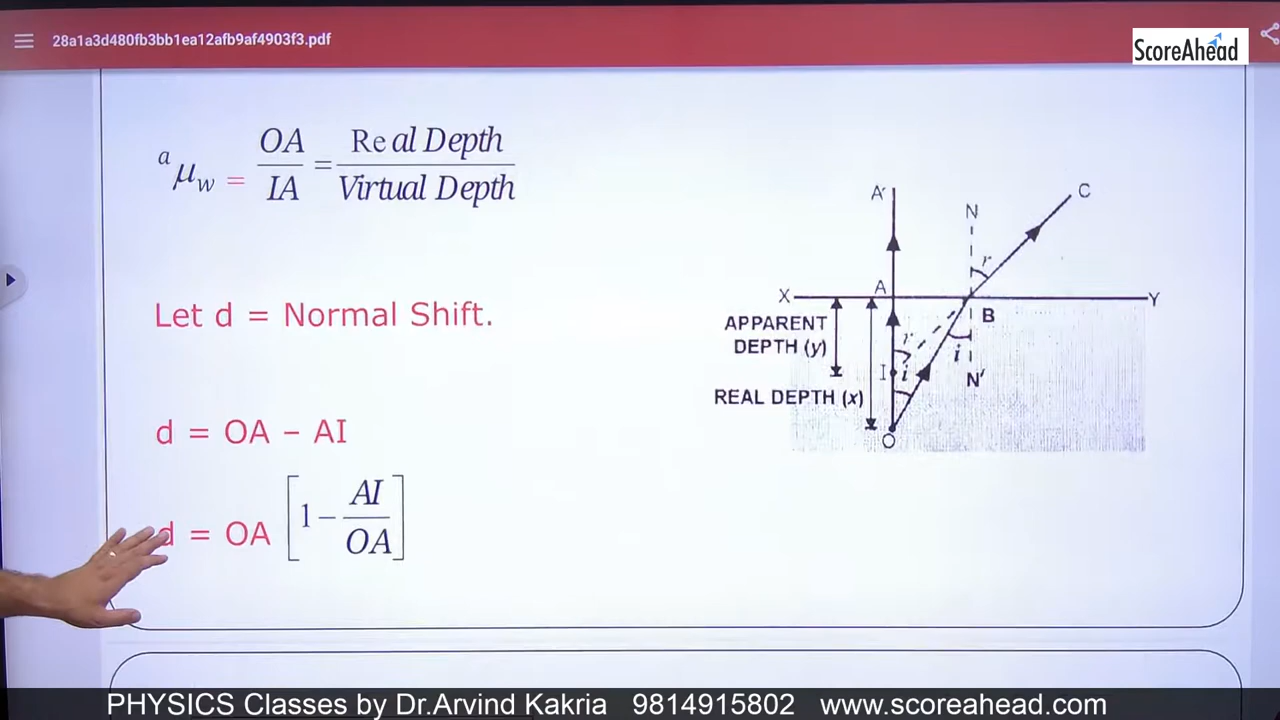 28a1a3d480fb3bb1ea12afb9af4903f3.pdf
ScoreAhead
a μw = OA / IA = Real Depth / Virtual Depth
Let d = Normal Shift.
d = OA – AI
d = OA [1 – AI / OA]
A'
N
C
r
X
A
Y
APPARENT
DEPTH (y)
B
r
i
I
i
N'
REAL DEPTH (x)
O
PHYSICS Classes by Dr.Arvind Kakria 9814915802 www.scoreahead.com